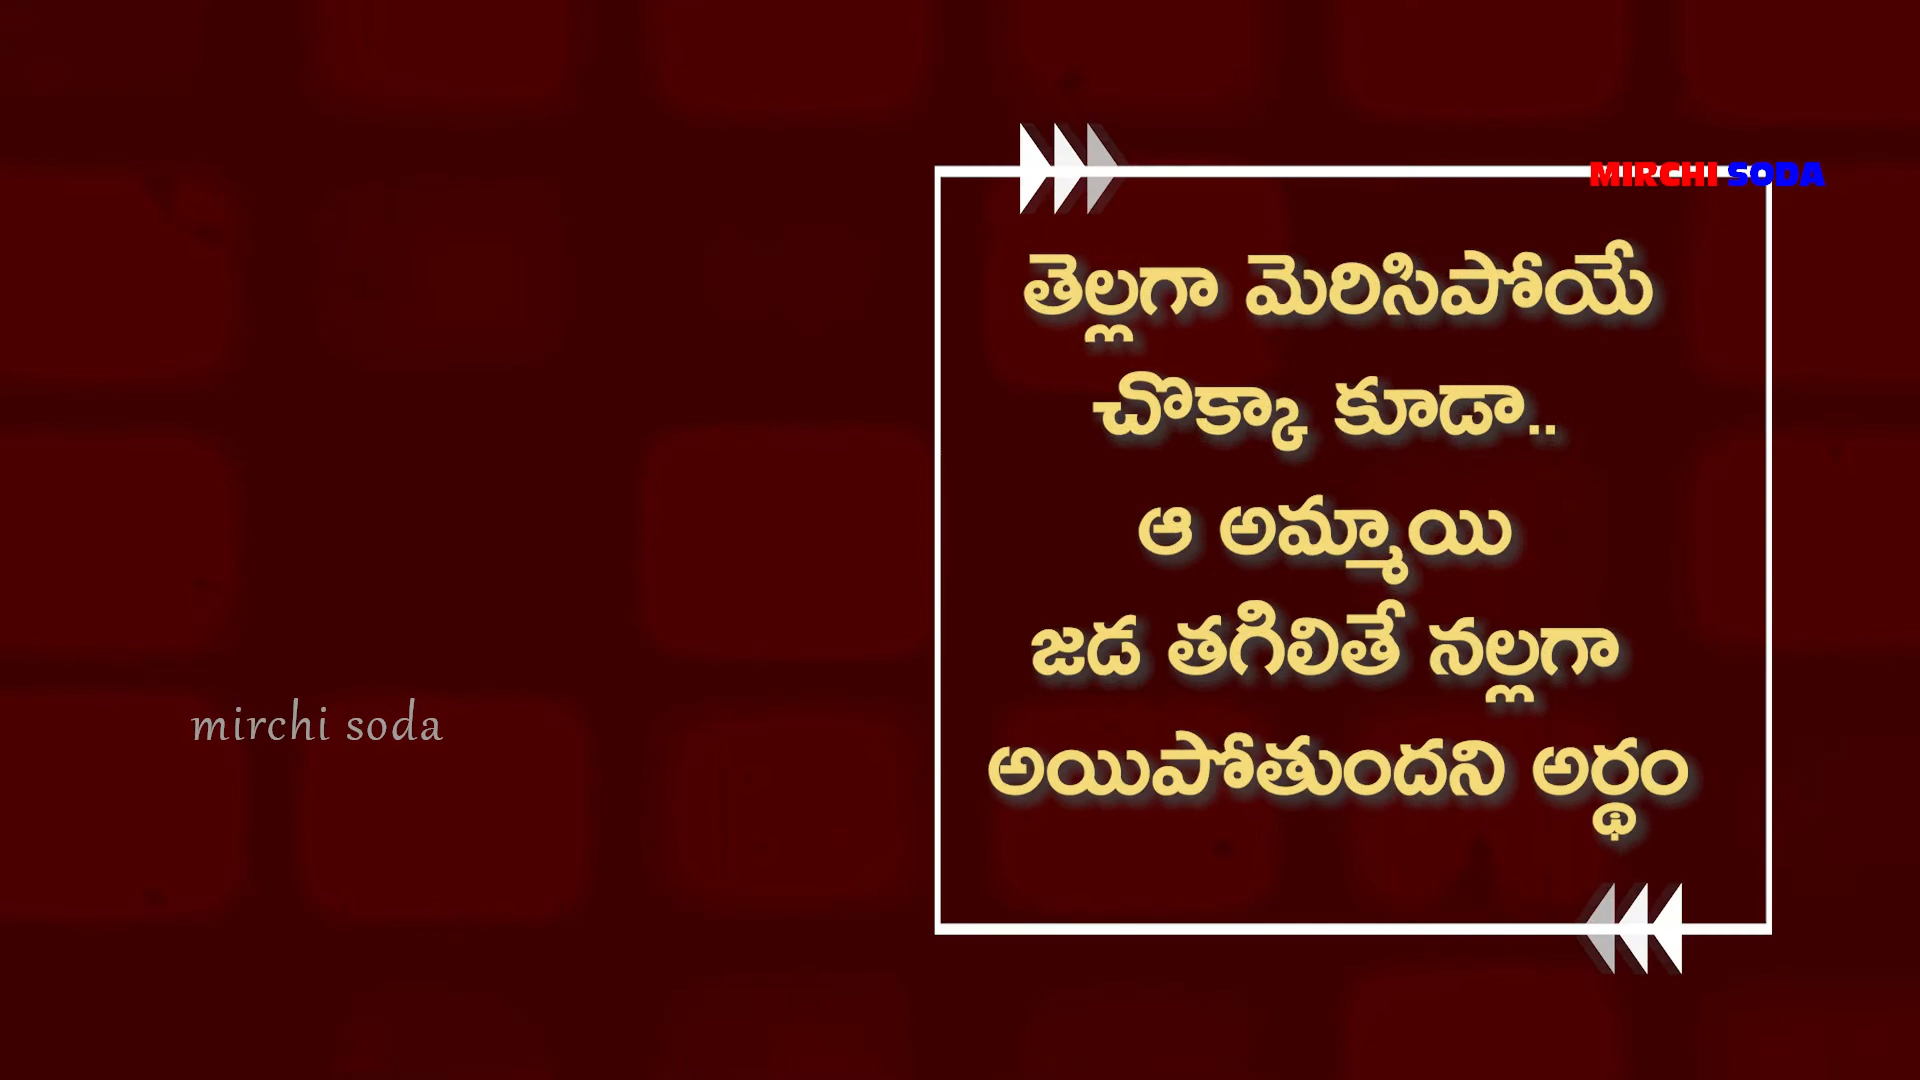 MIRCHI SODA
తెల్లగా మెరిసిపోయే
చొక్కా కూడా..
ఆ అమ్మాయి
జడ తగిలితే నల్లగా
అయిపోతుందని అర్థం
mirchi soda